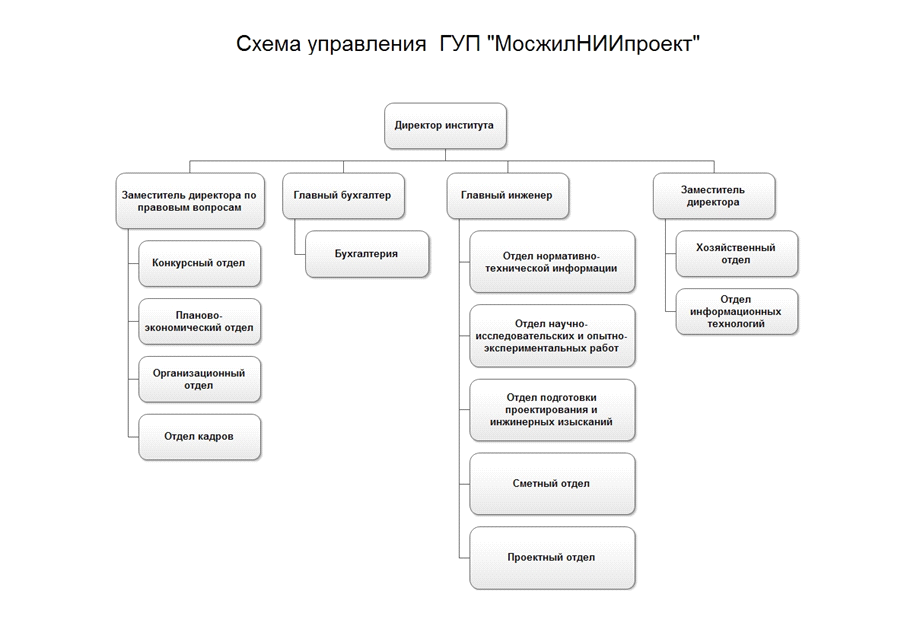 Схема управления  ГУП "МосжилНИИпроект"
Директор института
Заместитель директора по
правовым вопросам
Конкурсный отдел
Планово-
экономический отдел
Организационный
отдел
Отдел кадров
Главный бухгалтер
Бухгалтерия
Главный инженер
Отдел нормативно-
технической информации
Отдел научно-
исследовательских и опытно-
экспериментальных работ
Отдел подготовки
проектирования и
инжинерных изысканий
Сметный отдел
Проектный отдел
Заместитель
директора
Хозяйственный
отдел
Отдел
информационных
технологий